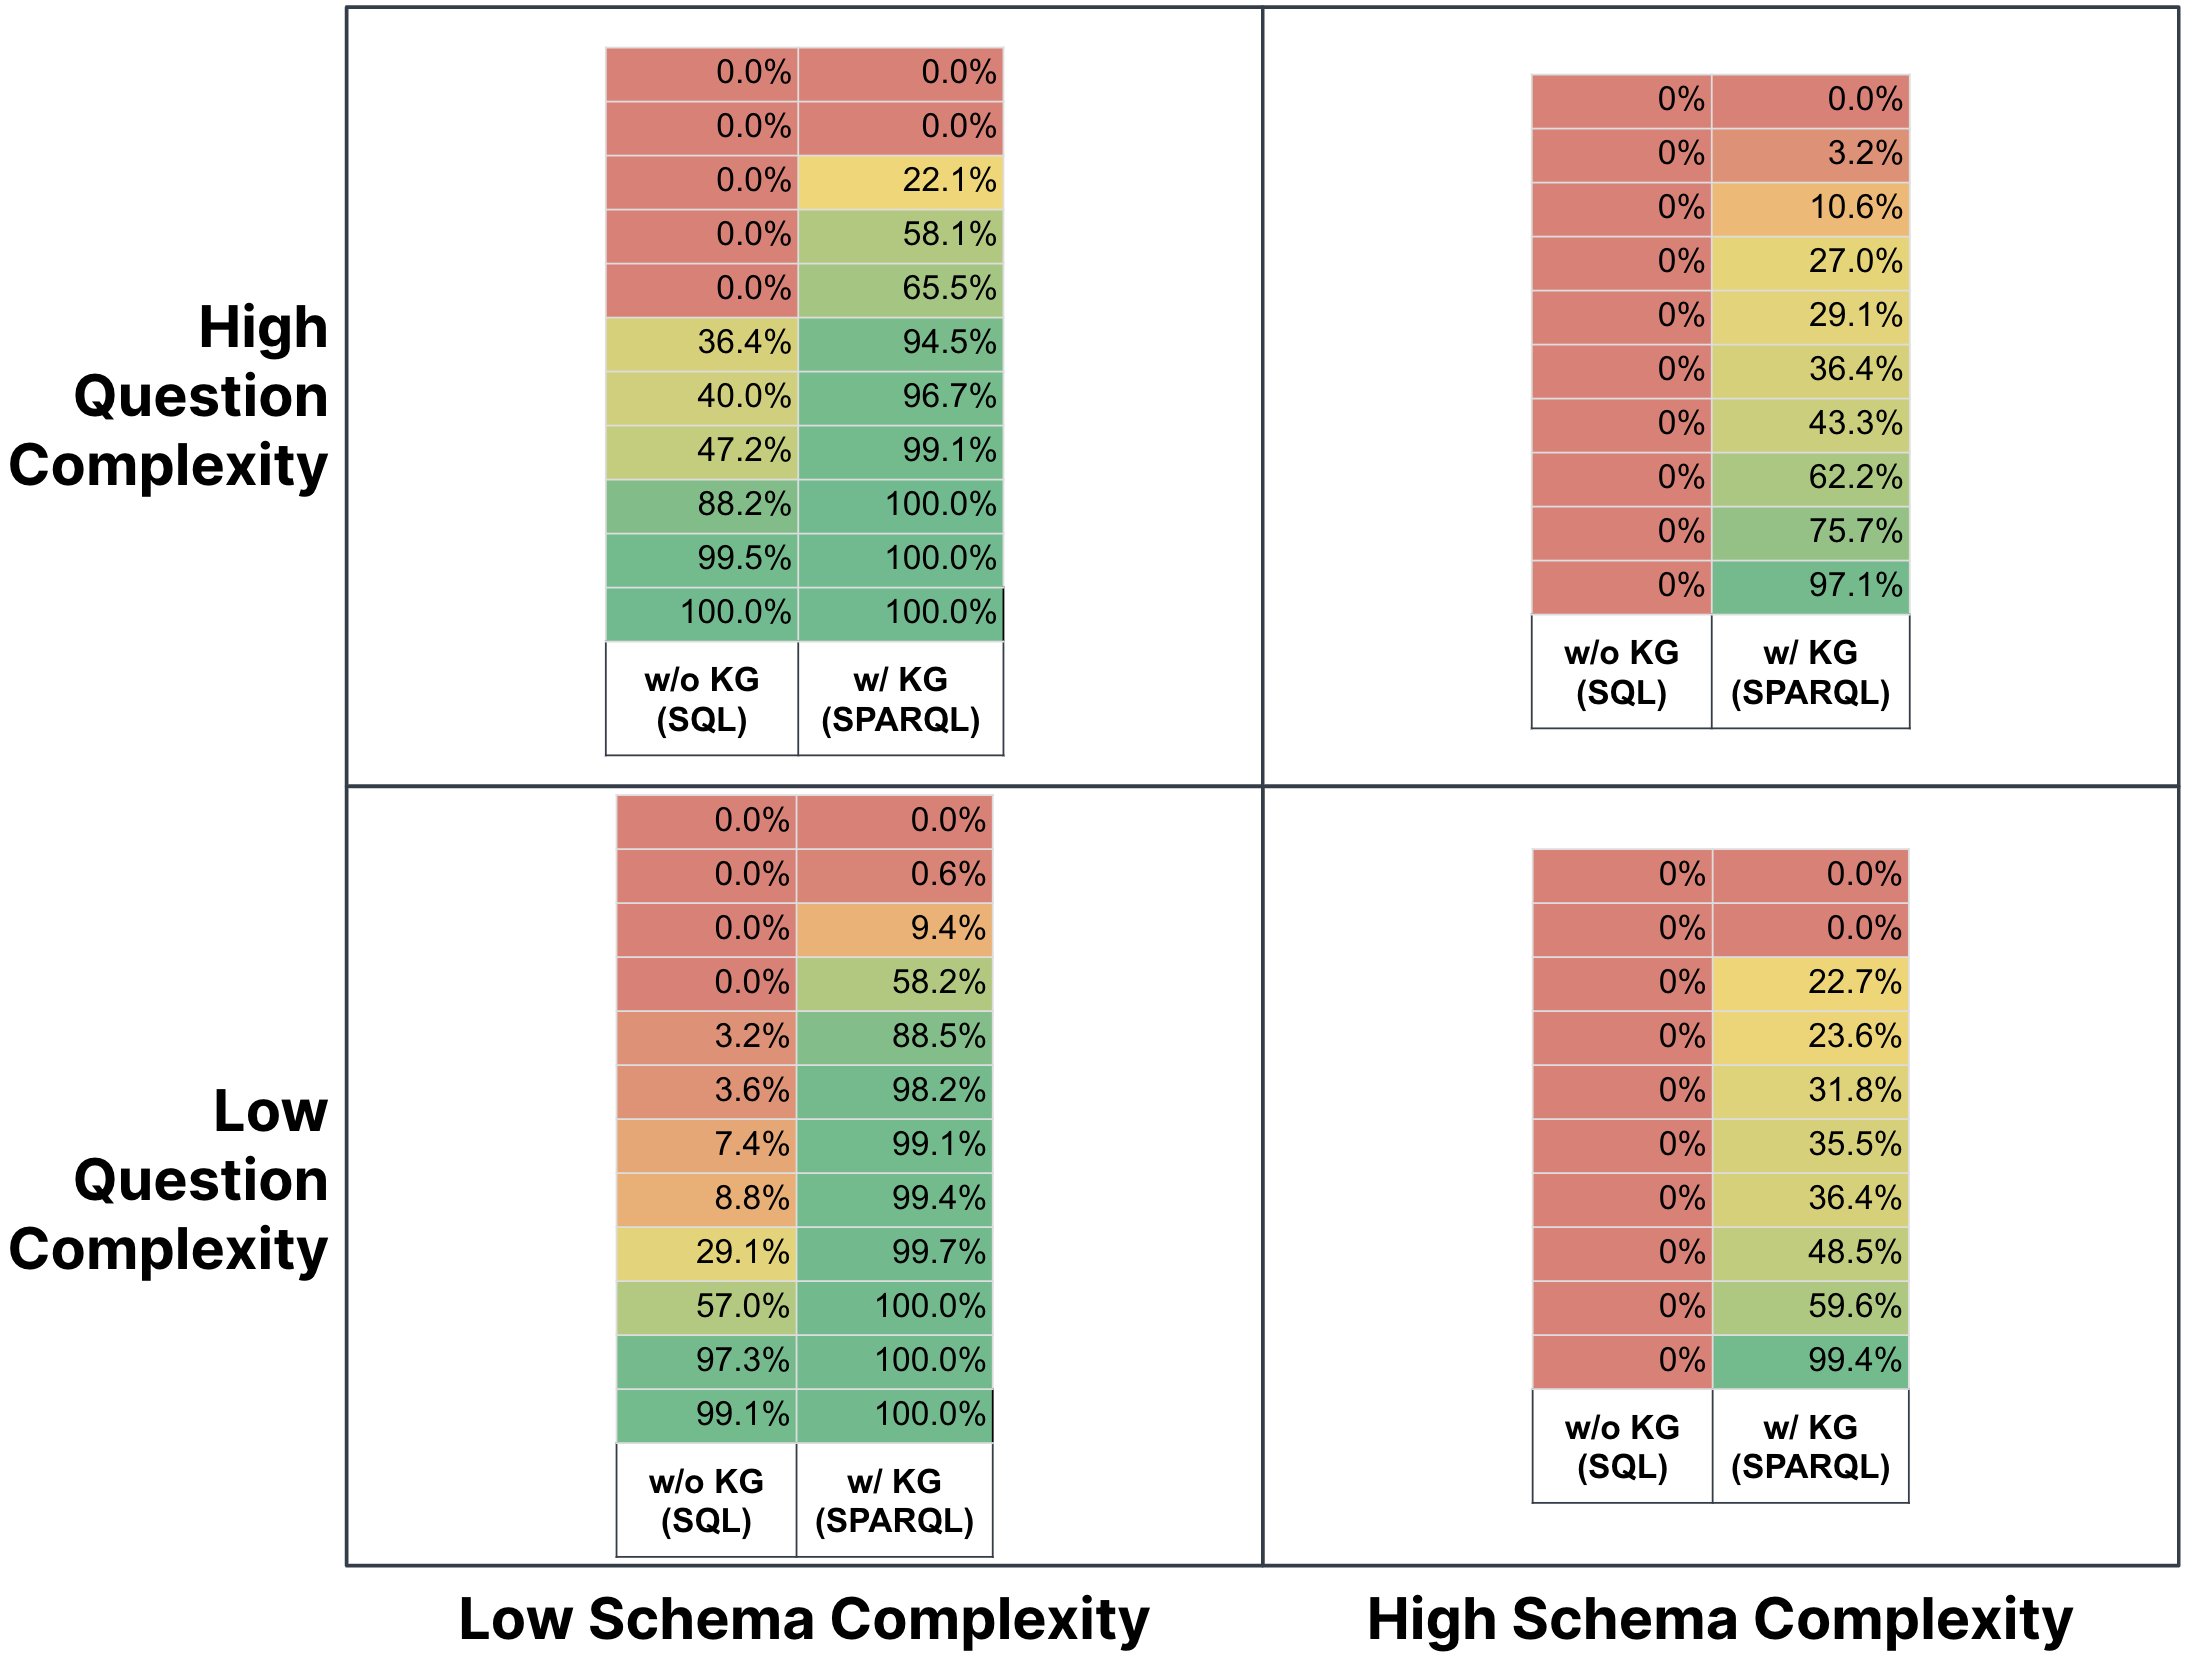 High
Question
Complexity
0.0% 0.0%
0.0% 0.0%
0.0% 22.1%
0.0% 58.1%
0.0% 65.5%
36.4% 94.5%
40.0% 96.7%
47.2% 99.1%
88.2% 100.0%
99.5% 100.0%
100.0% 100.0%
w/o KG w/ KG
(SQL) (SPARQL)
0% 0.0%
0% 3.2%
0% 10.6%
0% 27.0%
0% 29.1%
0% 36.4%
0% 43.3%
0% 62.2%
0% 75.7%
0% 97.1%
w/o KG w/ KG
(SQL) (SPARQL)
Low
Question
Complexity
0.0% 0.0%
0.0% 0.6%
0.0% 9.4%
0.0% 58.2%
3.2% 88.5%
3.6% 98.2%
7.4% 99.1%
8.8% 99.4%
29.1% 99.7%
57.0% 100.0%
97.3% 100.0%
99.1% 100.0%
w/o KG w/ KG
(SQL) (SPARQL)
0% 0.0%
0% 0.0%
0% 22.7%
0% 23.6%
0% 31.8%
0% 35.5%
0% 36.4%
0% 48.5%
0% 59.6%
0% 99.4%
w/o KG w/ KG
(SQL) (SPARQL)
Low Schema Complexity
High Schema Complexity